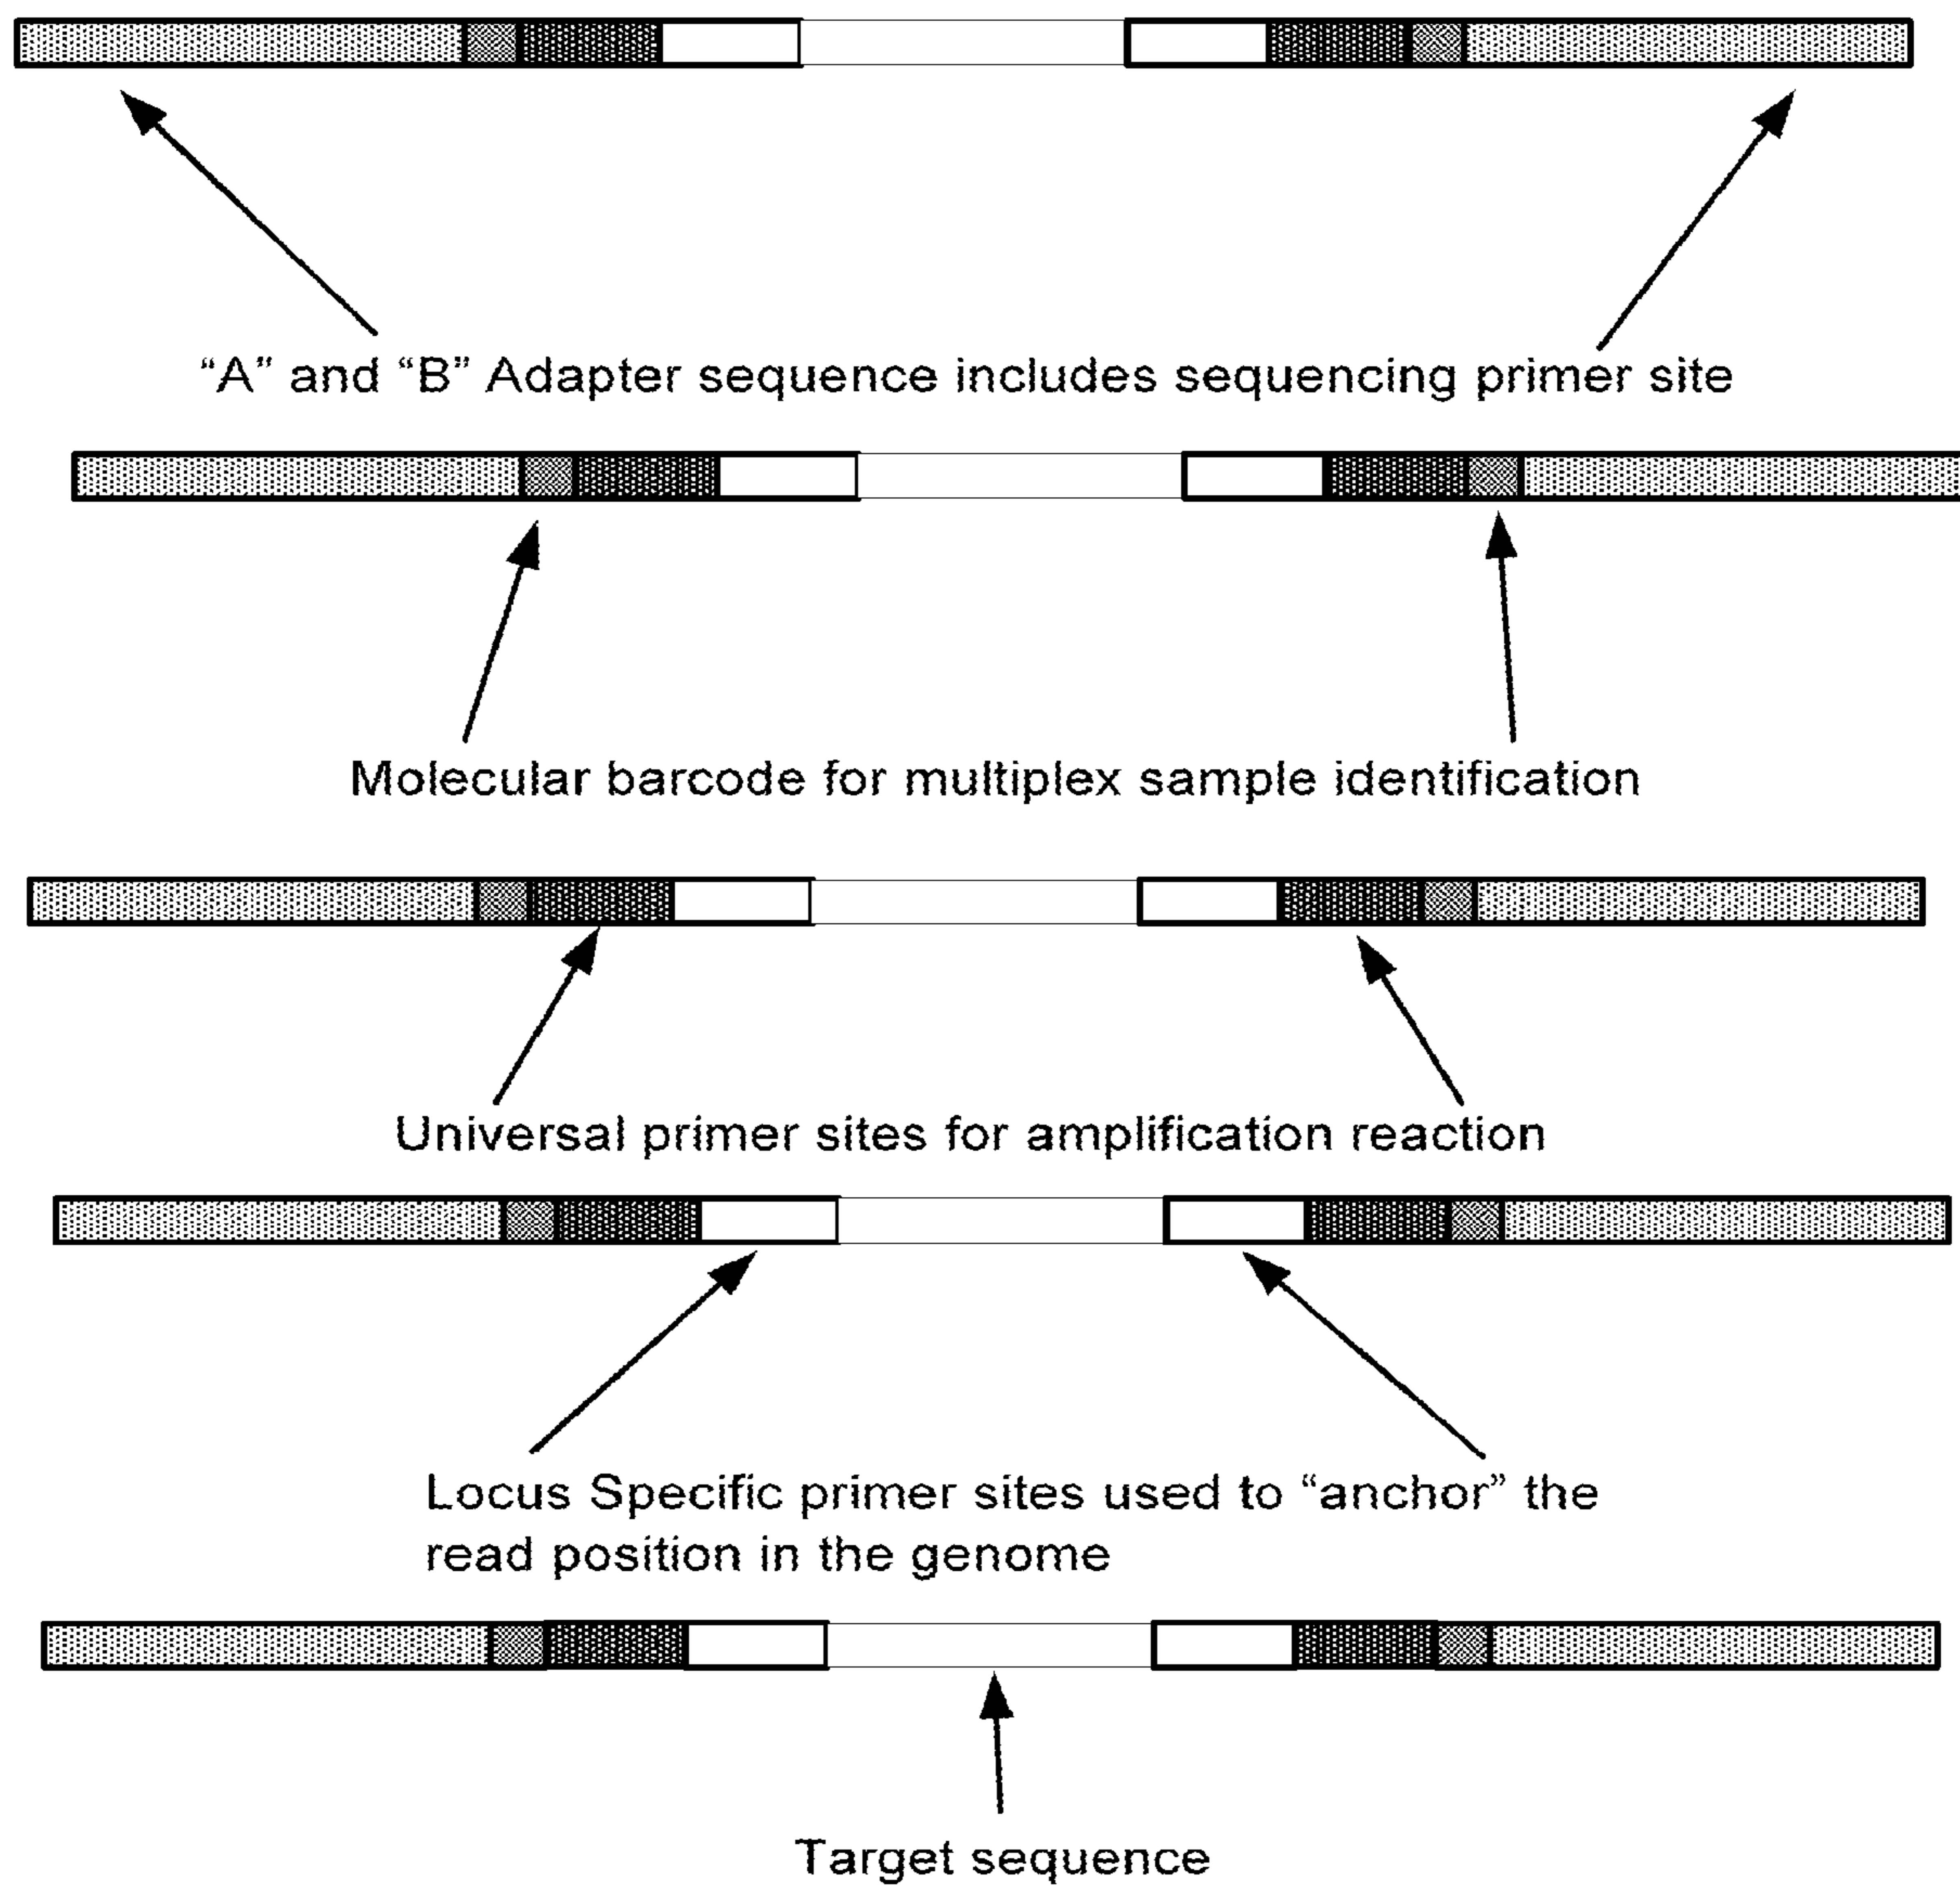 “A” and “B” Adapter sequence includes sequencing primer site
Molecular barcode for multiplex sample identification
Universal primer sites for amplification reaction
Locus Specific primer sites used to “anchor” the
read position in the genome
Target sequence